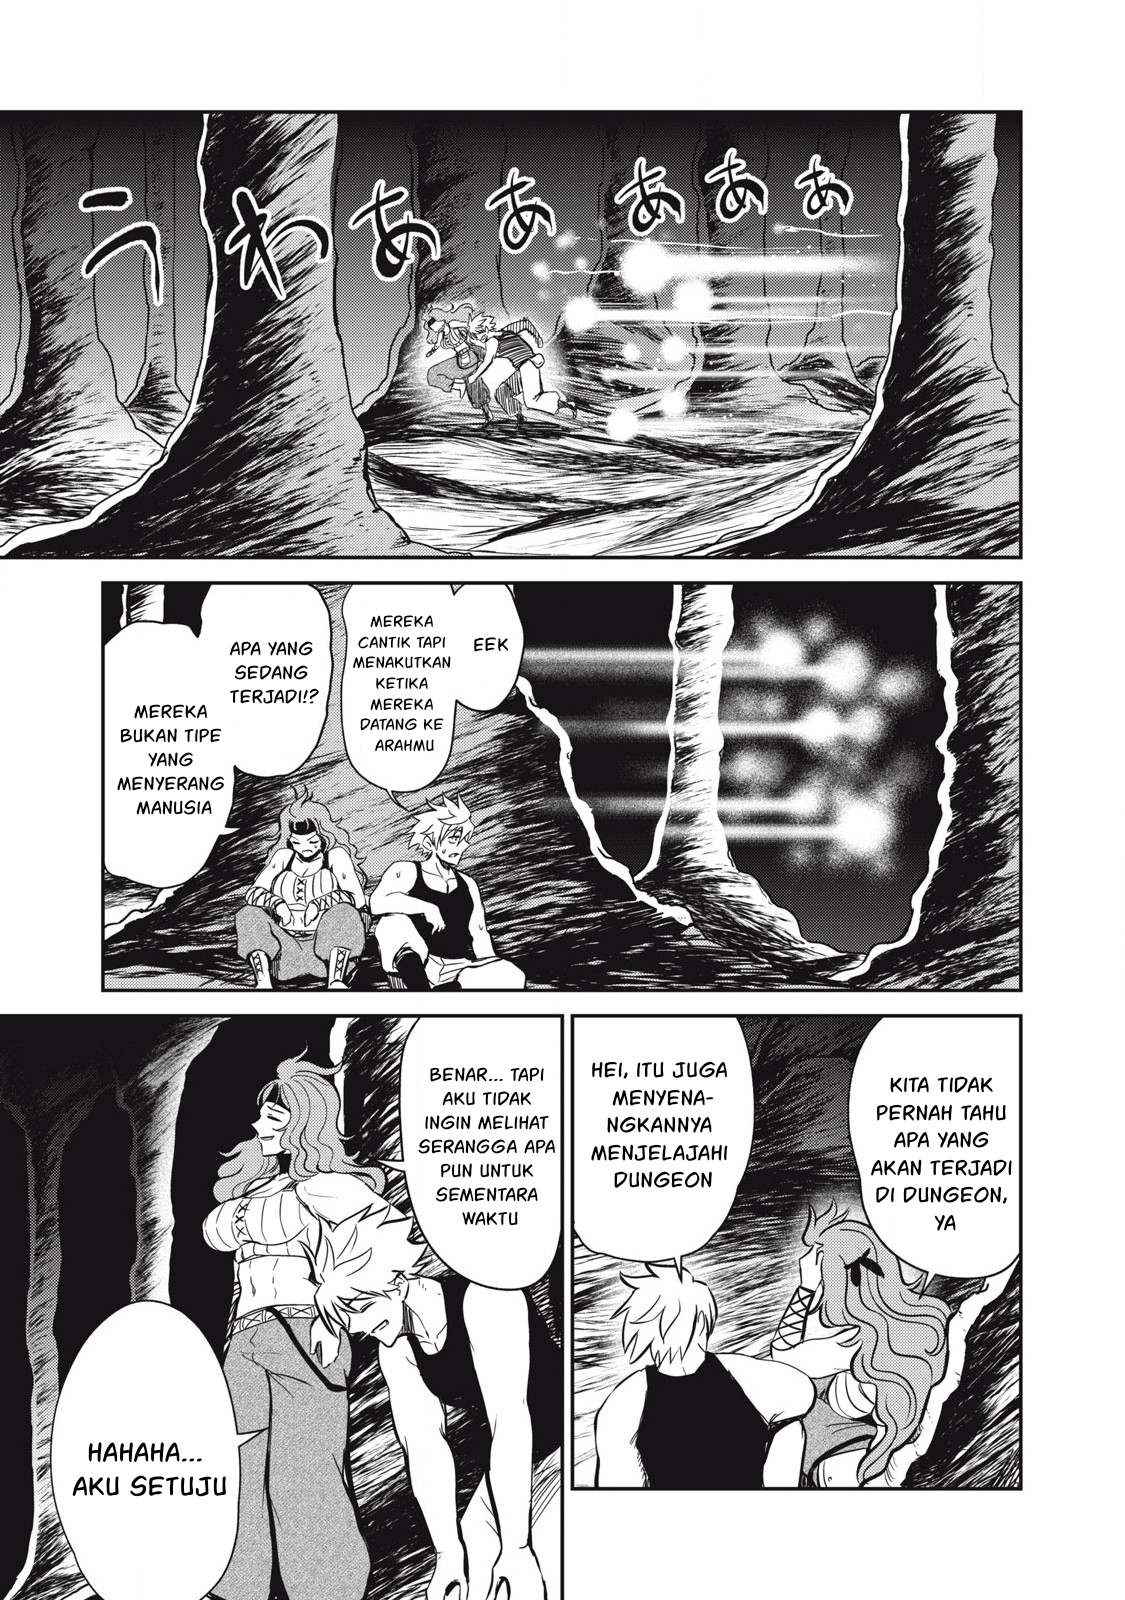 うわぁぁぁぁぁぁ
EEK
MEREKA
CANTIK TAPI
MENAKUTKAN
KETIKA
MEREKA
DATANG KE
ARAHMU
APA YANG
SEDANG
TERJADI!?
MEREKA
BUKAN TIPE
YANG
MENYERANG
MANUSIA
KITA TIDAK
PERNAH TAHU
APA YANG
AKAN TERJADI
DI DUNGEON,
YA
HEI, ITU JUGA
MENYENA-
NGKANNYA
MENJELAJAHI
DUNGEON
BENAR... TAPI
AKU TIDAK
INGIN MELIHAT
SERANGGA APA
PUN UNTUK
SEMENTARA
WAKTU
HAHAHA...
AKU SETUJU